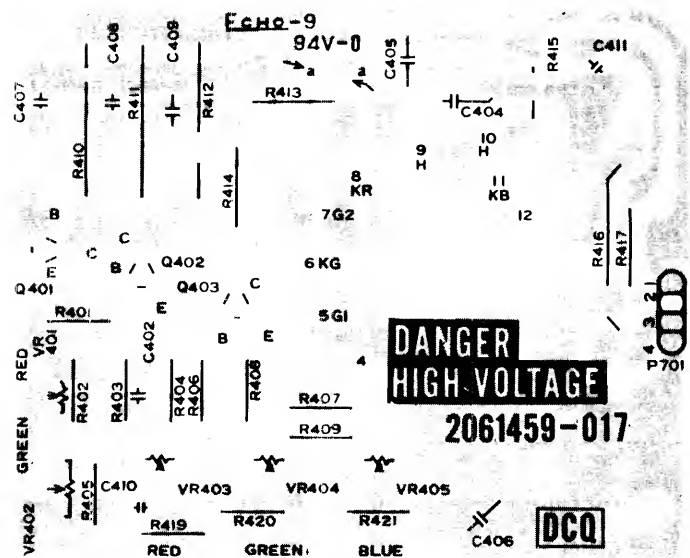 ECHO-9
94V-0
C407
C408
C409
C405
R415
C411
R410
R411
R412
R413
C404
R414
9
H
10
H
8
KR
11
KB
7G2
12
B
C
E
Q401
C
B
Q402
E
Q403
C
B
E
6 KG
5G1
4
R416
R417
1
2
3
4
P701
R401
VR
401
RED
C402
R402
R403
R404
R406
R408
R407
R409
DANGER
HIGH VOLTAGE
2061459-017
GREEN
VR402
R405
C410
VR403
VR404
VR405
R419
R420
R421
C406
DCQ
RED
GREEN
BLUE